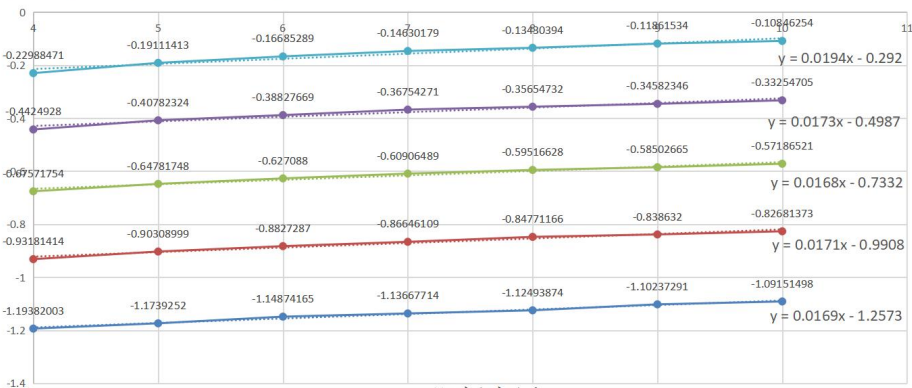 0
4 5 6 7 8 9 10 11
-0.22988471 -0.19111413 -0.16685289 -0.14630179 -0.13430394 -0.11861534 -0.10846254
-0.2
y = 0.0194x - 0.292
-0.4424928 -0.40782324 -0.38827669 -0.36754271 -0.35654732 -0.34582346 -0.33254705
-0.4
y = 0.0173x - 0.4987
-0.67571754 -0.64781748 -0.627088 -0.60906489 -0.59516628 -0.58502665 -0.57186521
-0.6
y = 0.0168x - 0.7332
-0.8
-0.93181414 -0.90308999 -0.8827287 -0.86646109 -0.84771166 -0.838632 -0.82681373
y = 0.0171x - 0.9908
-1
-1.19382003 -1.1739252 -1.14874165 -1.13667714 -1.12493874 -1.10237291 -1.09151498
-1.2
y = 0.0169x - 1.2573
-1.4